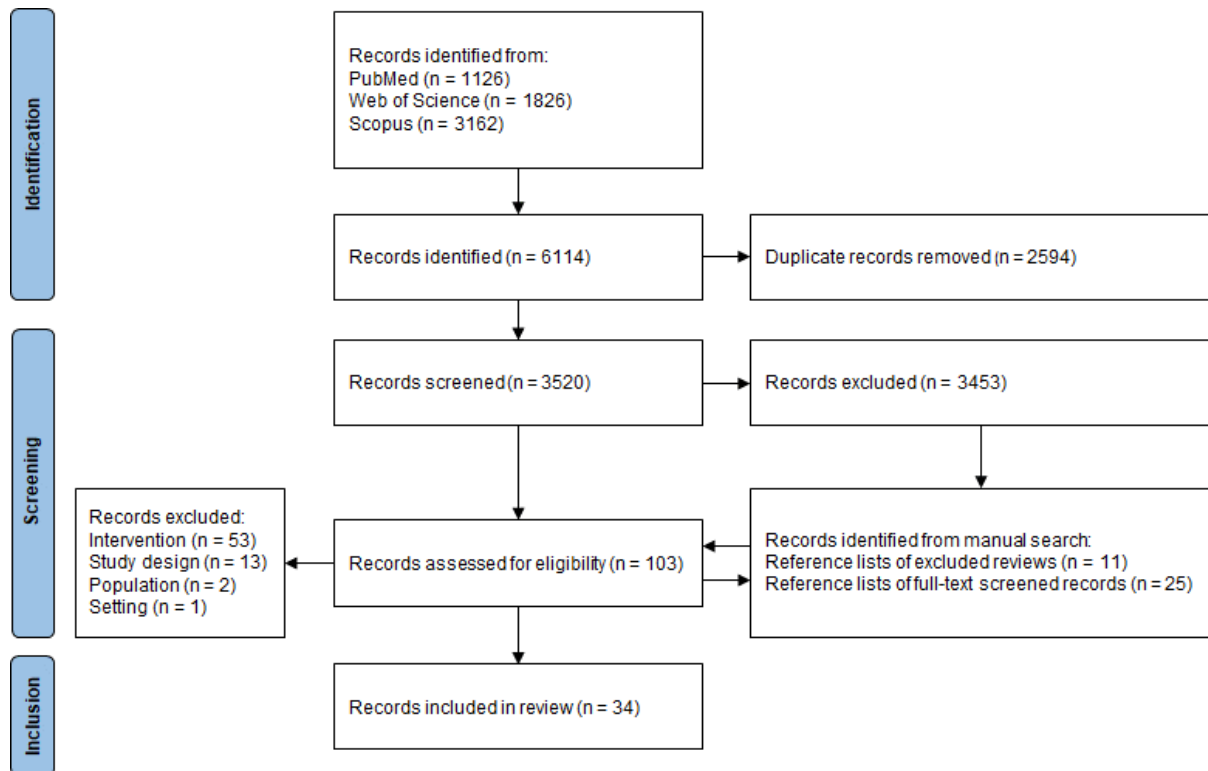 Identification
Records identified from:
PubMed (n = 1126)
Web of Science (n = 1826)
Scopus (n = 3162)
Records identified (n = 6114)
Duplicate records removed (n = 2594)
Screening
Records screened (n = 3520)
Records excluded (n = 3453)
Records excluded:
Intervention (n = 53)
Study design (n = 13)
Population (n = 2)
Setting (n = 1)
Records assessed for eligibility (n = 103)
Records identified from manual search:
Reference lists of excluded reviews (n = 11)
Reference lists of full-text screened records (n = 25)
Inclusion
Records included in review (n = 34)